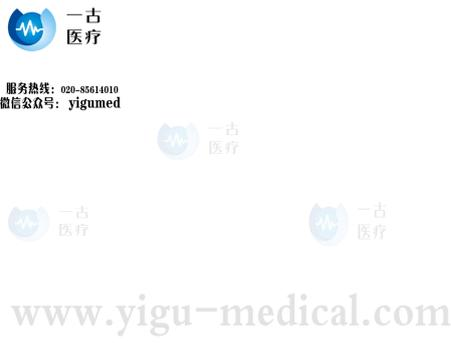 一古
医疗
服务热线：020-85614010
微信公众号：yigumed
一古
医疗
一古
医疗
一古
医疗
www.yigu-medical.com